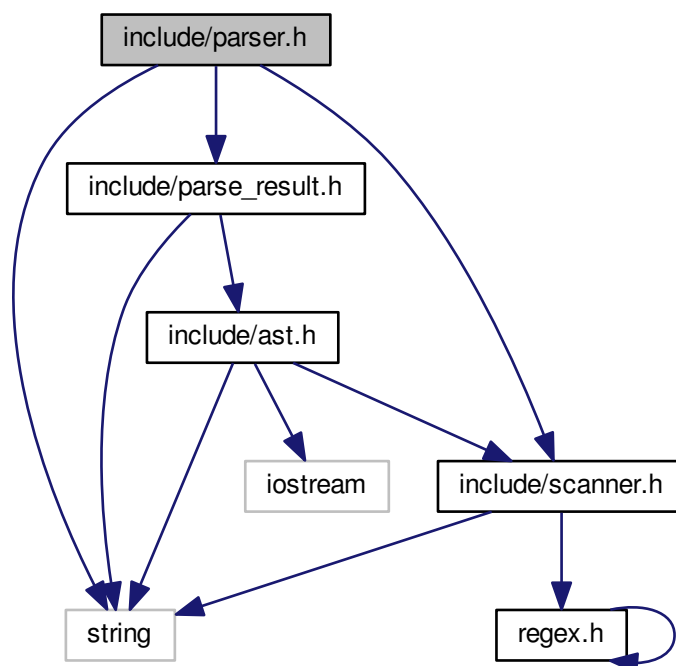 include/parser.h
include/parse_result.h
include/ast.h
iostream
include/scanner.h
string
regex.h